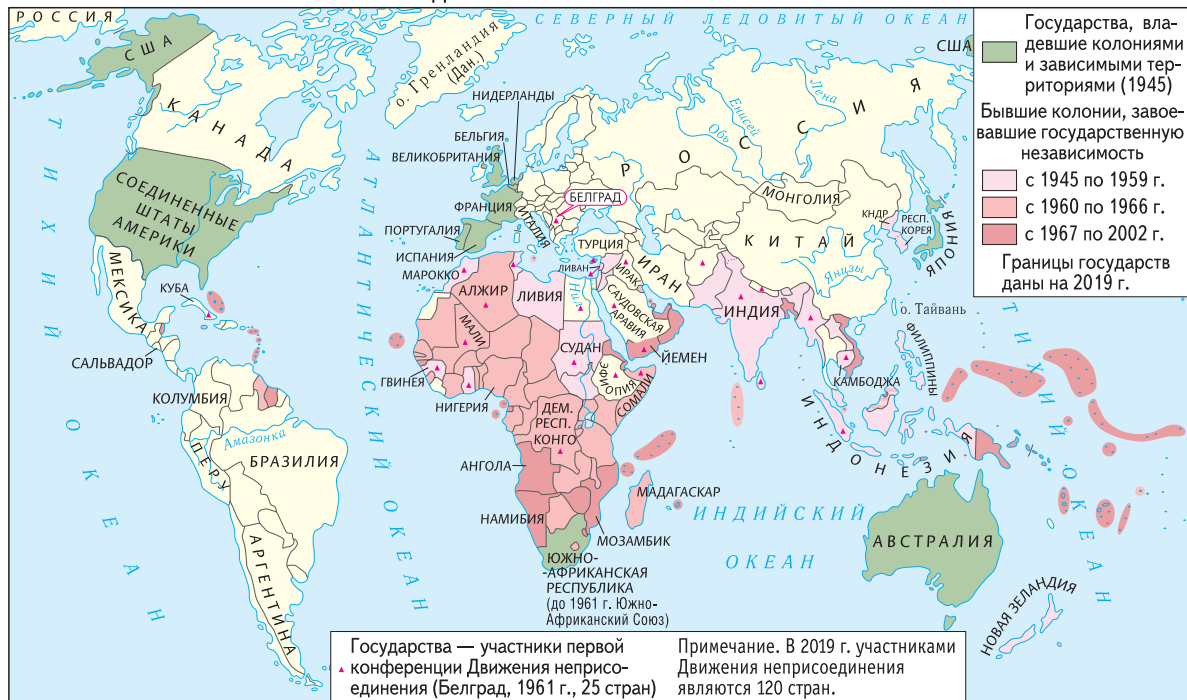 РОССИЯ
США
СЕВЕРНЫЙ ЛЕДОВИТЫЙ ОКЕАН
США
о. Гренландия
(Дан.)
КАНАДА
СОЕДИНЕННЫЕ
ШТАТЫ
АМЕРИКИ
МЕКСИКА
КУБА
САЛЬВАДОР
КОЛУМБИЯ
Амазонка
ПЕРУ
БРАЗИЛИЯ
АРГЕНТИНА
ТИХИЙ ОКЕАН
АТЛАНТИЧЕСКИЙ ОКЕАН
НИДЕРЛАНДЫ
БЕЛЬГИЯ
ВЕЛИКОБРИТАНИЯ
ФРАНЦИЯ
ПОРТУГАЛИЯ
ИСПАНИЯ
МАРОККО
ИТАЛИЯ
БЕЛГРАД
РОССИЯ
Обь
Енисей
Лена
МОНГОЛИЯ
КИТАЙ
Янцзы
КНДР
РЕСП.
КОРЕЯ
ЯПОНИЯ
о. Тайвань
ТУРЦИЯ
ЛИВАН
ИРАК
ИРАН
САУДОВСКАЯ
АРАВИЯ
ЙЕМЕН
АЛЖИР
ЛИВИЯ
Нил
МАЛИ
СУДАН
ЭФИ-
ОПИЯ
СОМАЛИ
ГВИНЕЯ
НИГЕРИЯ
ДЕМ.
РЕСП.
КОНГО
АНГОЛА
НАМИБИЯ
МАДАГАСКАР
МОЗАМБИК
ЮЖНО-
-АФРИКАНСКАЯ
РЕСПУБЛИКА
(до 1961 г. Южно-
Африканский Союз)
ИНДИЯ
КАМБОДЖА
ФИЛИППИНЫ
ИНДОНЕЗИЯ
ИНДИЙСКИЙ
ОКЕАН
АВСТРАЛИЯ
НОВАЯ ЗЕЛАНДИЯ
ТИХИЙ ОКЕАН
Государства, вла-
девшие колониями
и зависимыми тер-
риториями (1945)
Бывшие колонии, завое-
вавшие государственную
независимость
с 1945 по 1959 г.
с 1960 по 1966 г.
с 1967 по 2002 г.
Границы государств
даны на 2019 г.
Государства — участники первой
конференции Движения неприсо-
единения (Белград, 1961 г., 25 стран)
Примечание. В 2019 г. участниками
Движения неприсоединения
являются 120 стран.